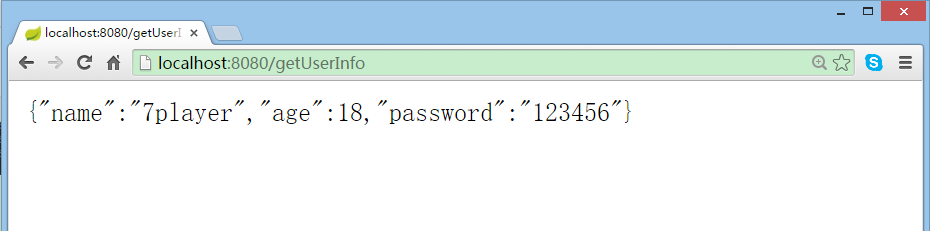 localhost:8080/getUserI
localhost:8080/getUserInfo
{"name":"7player","age":18,"password":"123456"}